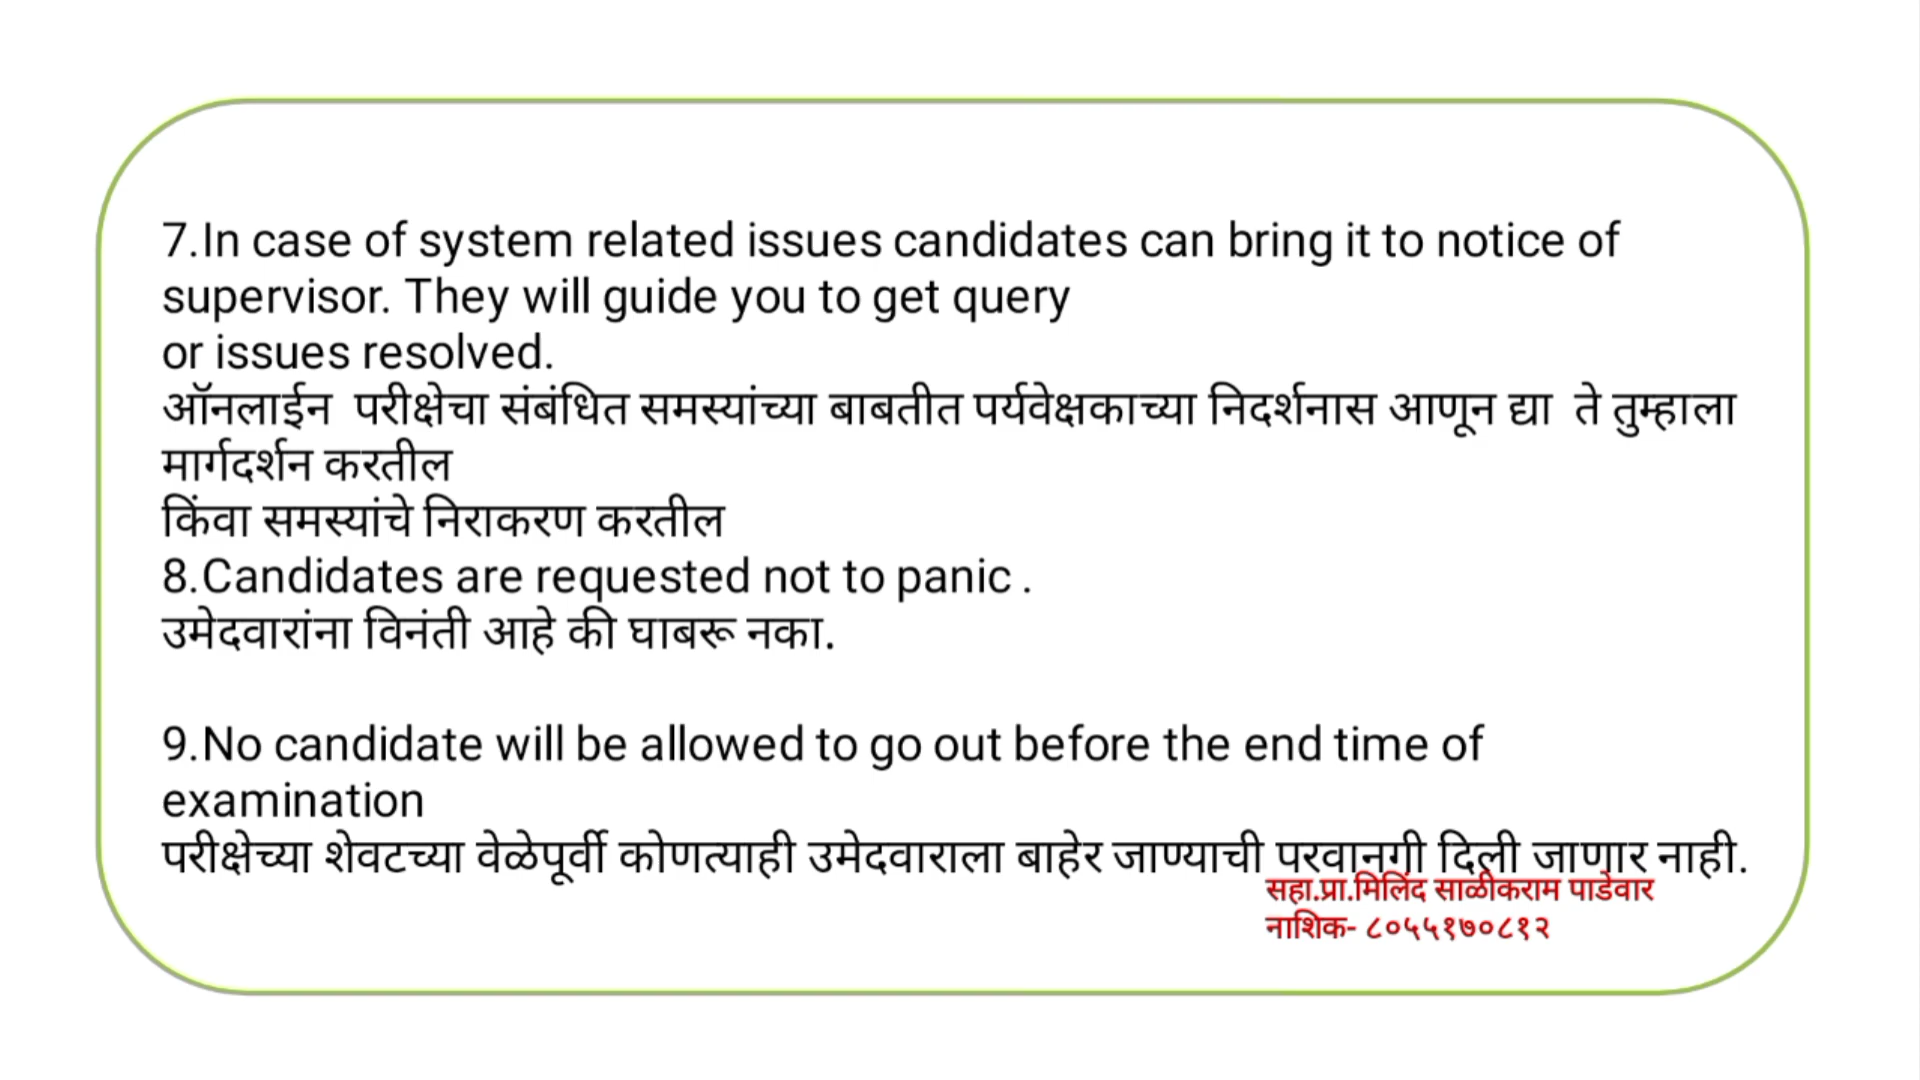 7.In case of system related issues candidates can bring it to notice of
supervisor. They will guide you to get query
or issues resolved.
ऑनलाईन  परीक्षेचा संबंधित समस्यांच्या बाबतीत पर्यवेक्षकाच्या निदर्शनास आणून द्या  ते तुम्हाला
मार्गदर्शन करतील
किंवा समस्यांचे निराकरण करतील
8.Candidates are requested not to panic .
उमेदवारांना विनंती आहे की घाबरू नका.
9.No candidate will be allowed to go out before the end time of
examination
परीक्षेच्या शेवटच्या वेळेपूर्वी कोणत्याही उमेदवाराला बाहेर जाण्याची परवानगी दिली जाणार नाही.
सहा.प्रा.मिलिंद साळीकराम पाडेवार
नाशिक- ८०५५१७०८१२